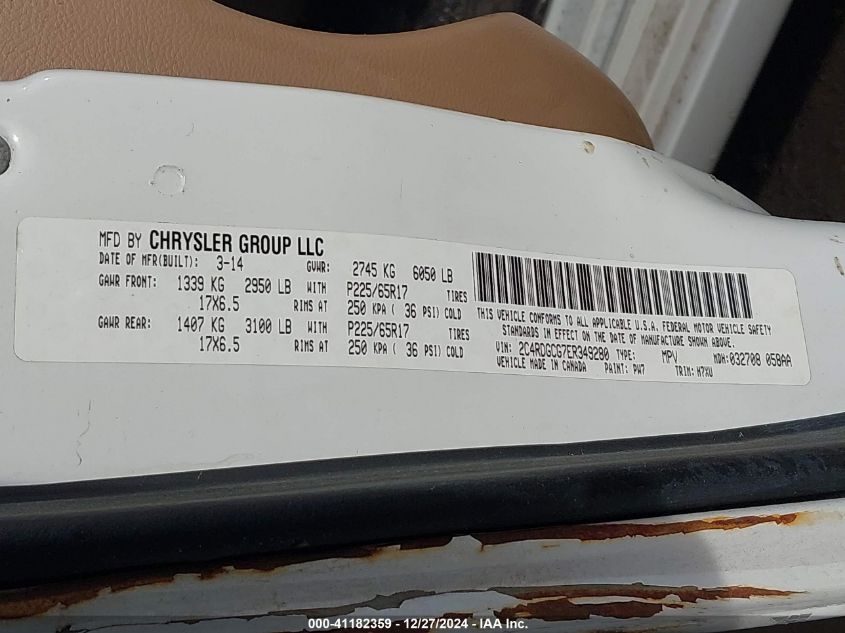 MFD BY CHRYSLER GROUP LLC
DATE OF MFR(BUILT): 3-14 GVWR: 2745 KG 6050 LB
GAWR FRONT: 1339 KG 2950 LB WITH P225/65R17 TIRES
17X6.5 RIMS AT 250 KPA ( 36 PSI) COLD
GAWR REAR: 1407 KG 3100 LB WITH P225/65R17 TIRES
17X6.5 RIMS AT 250 KPA ( 36 PSI) COLD
THIS VEHICLE CONFORMS TO ALL APPLICABLE U.S.A. FEDERAL MOTOR VEHICLE SAFETY
STANDARDS IN EFFECT ON THE DATE OF MANUFACTURE SHOWN ABOVE.
VIN: 2C4RDGCG7ER349280 TYPE: MPV MDH: 032708 058AA
VEHICLE MADE IN CANADA PAINT: PW7 TRIM: M7XU
000-41182359 - 12/27/2024 - IAA, Inc.